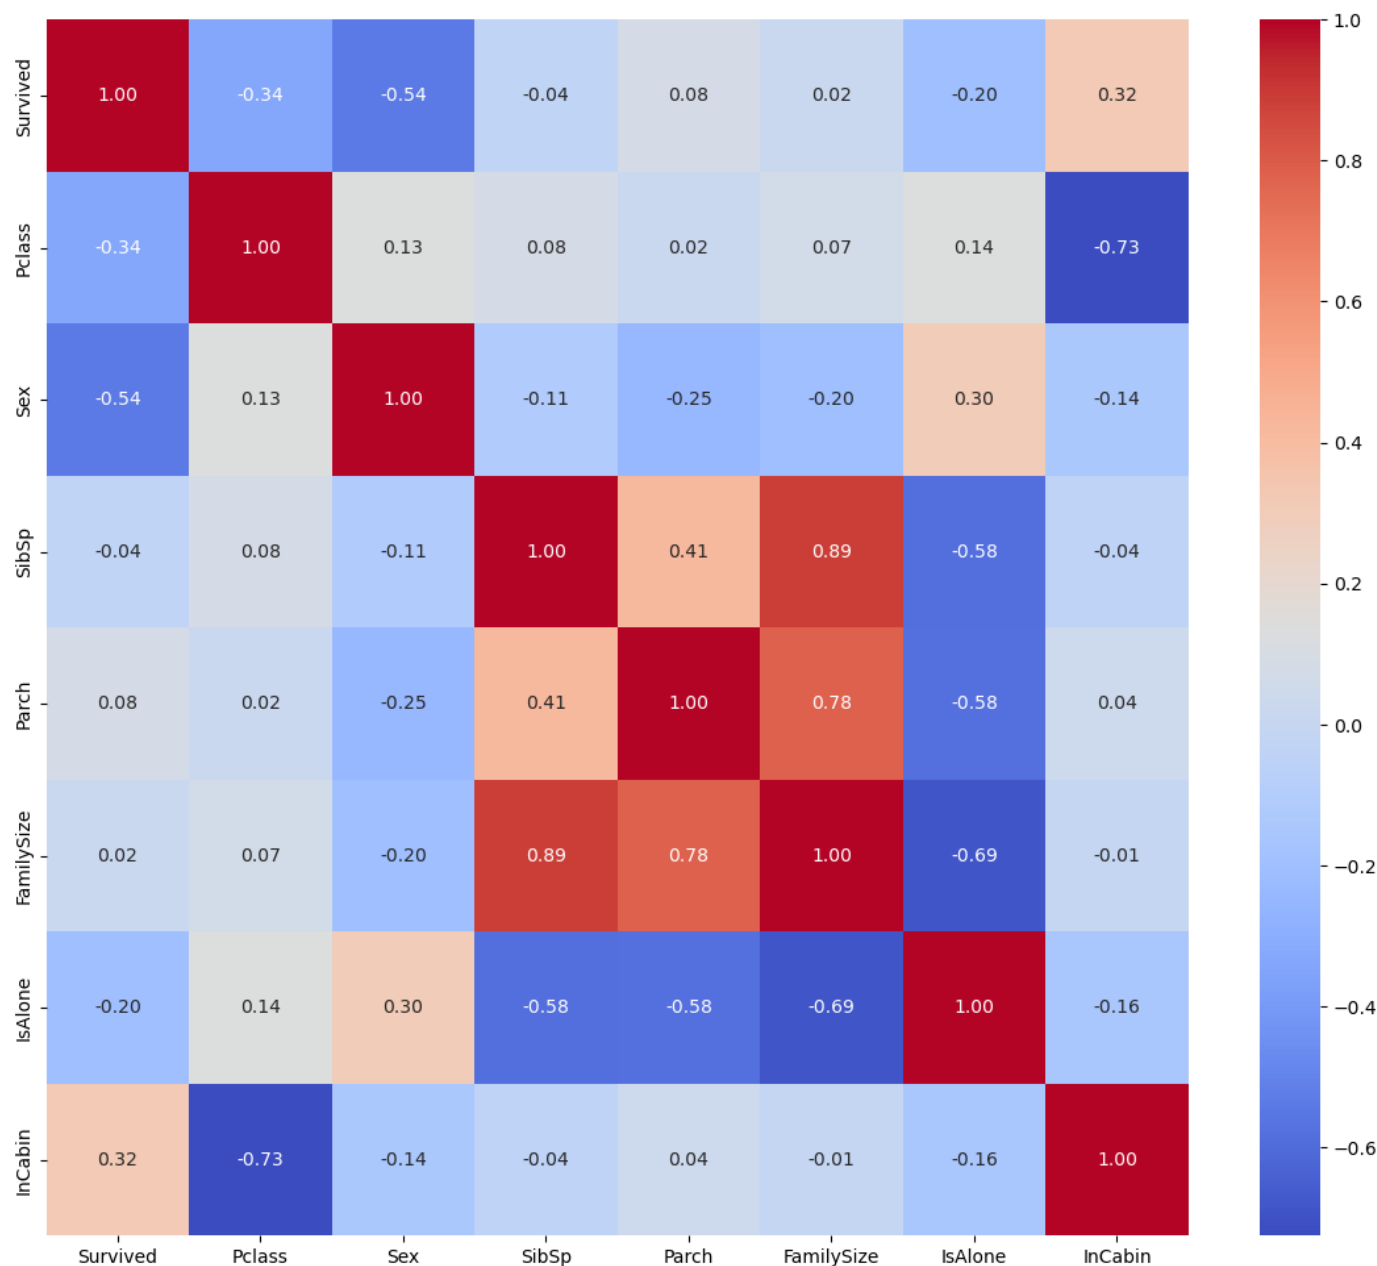 Survived 1.00 -0.34 -0.54 -0.04 0.08 0.02 -0.20 0.32
Pclass -0.34 1.00 0.13 0.08 0.02 0.07 0.14 -0.73
Sex -0.54 0.13 1.00 -0.11 -0.25 -0.20 0.30 -0.14
SibSp -0.04 0.08 -0.11 1.00 0.41 0.89 -0.58 -0.04
Parch 0.08 0.02 -0.25 0.41 1.00 0.78 -0.58 0.04
FamilySize 0.02 0.07 -0.20 0.89 0.78 1.00 -0.69 -0.01
IsAlone -0.20 0.14 0.30 -0.58 -0.58 -0.69 1.00 -0.16
InCabin 0.32 -0.73 -0.14 -0.04 0.04 -0.01 -0.16 1.00
Survived Pclass Sex SibSp Parch FamilySize IsAlone InCabin
1.0
0.8
0.6
0.4
0.2
0.0
−0.2
−0.4
−0.6